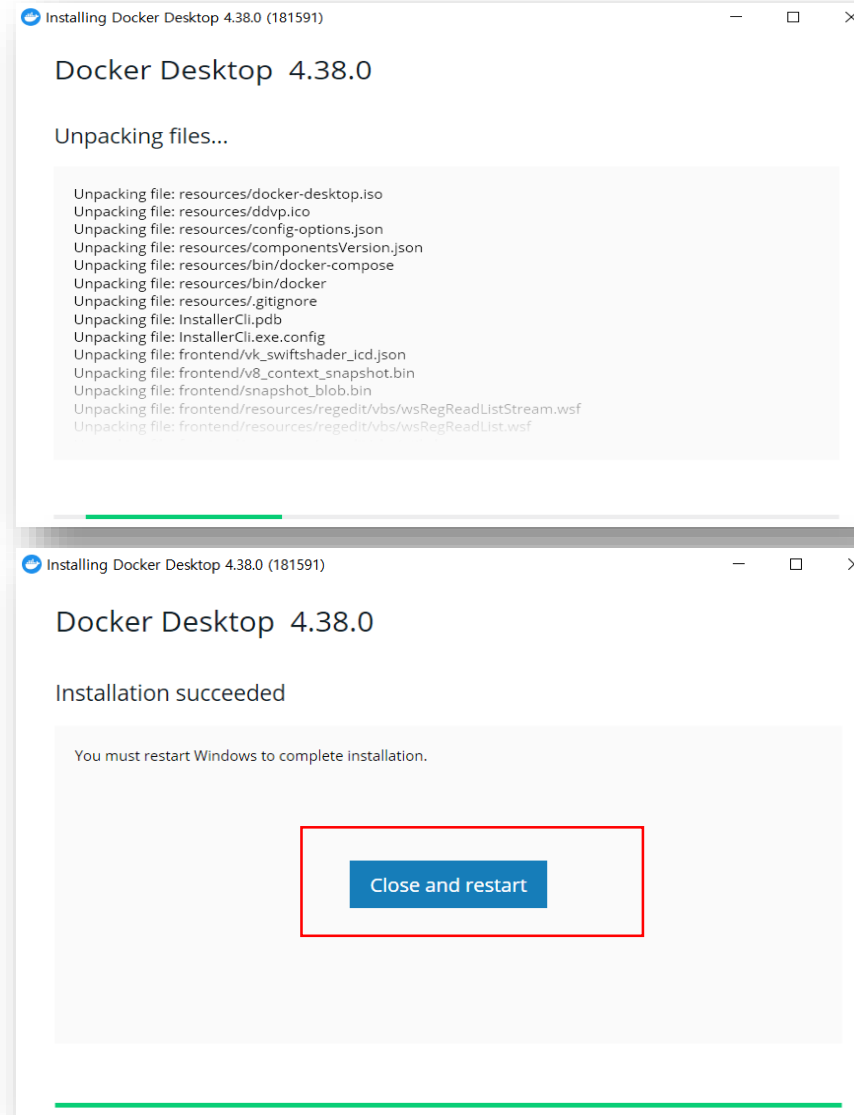 Installing Docker Desktop 4.38.0 (181591)
Docker Desktop 4.38.0
Unpacking files...
Unpacking file: resources/docker-desktop.iso
Unpacking file: resources/ddvp.ico
Unpacking file: resources/config-options.json
Unpacking file: resources/componentsVersion.json
Unpacking file: resources/bin/docker-compose
Unpacking file: resources/bin/docker
Unpacking file: resources/.gitignore
Unpacking file: InstallerCli.pdb
Unpacking file: InstallerCli.exe.config
Unpacking file: frontend/vk_swiftshader_icd.json
Unpacking file: frontend/v8_context_snapshot.bin
Unpacking file: frontend/snapshot_blob.bin
Unpacking file: frontend/resources/regedit/vbs/wsRegReadListStream.wsf
Unpacking file: frontend/resources/regedit/vbs/wsRegReadList.wsf
Installing Docker Desktop 4.38.0 (181591)
Docker Desktop 4.38.0
Installation succeeded
You must restart Windows to complete installation.
Close and restart